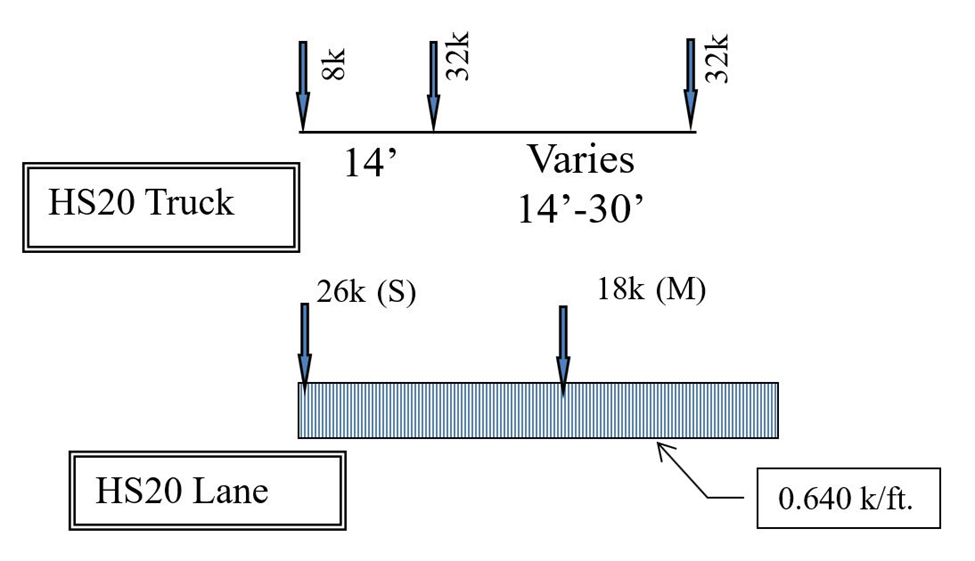 8k
32k
32k
14’
Varies
14’-30’
HS20 Truck
26k (S)
18k (M)
HS20 Lane
0.640 k/ft.